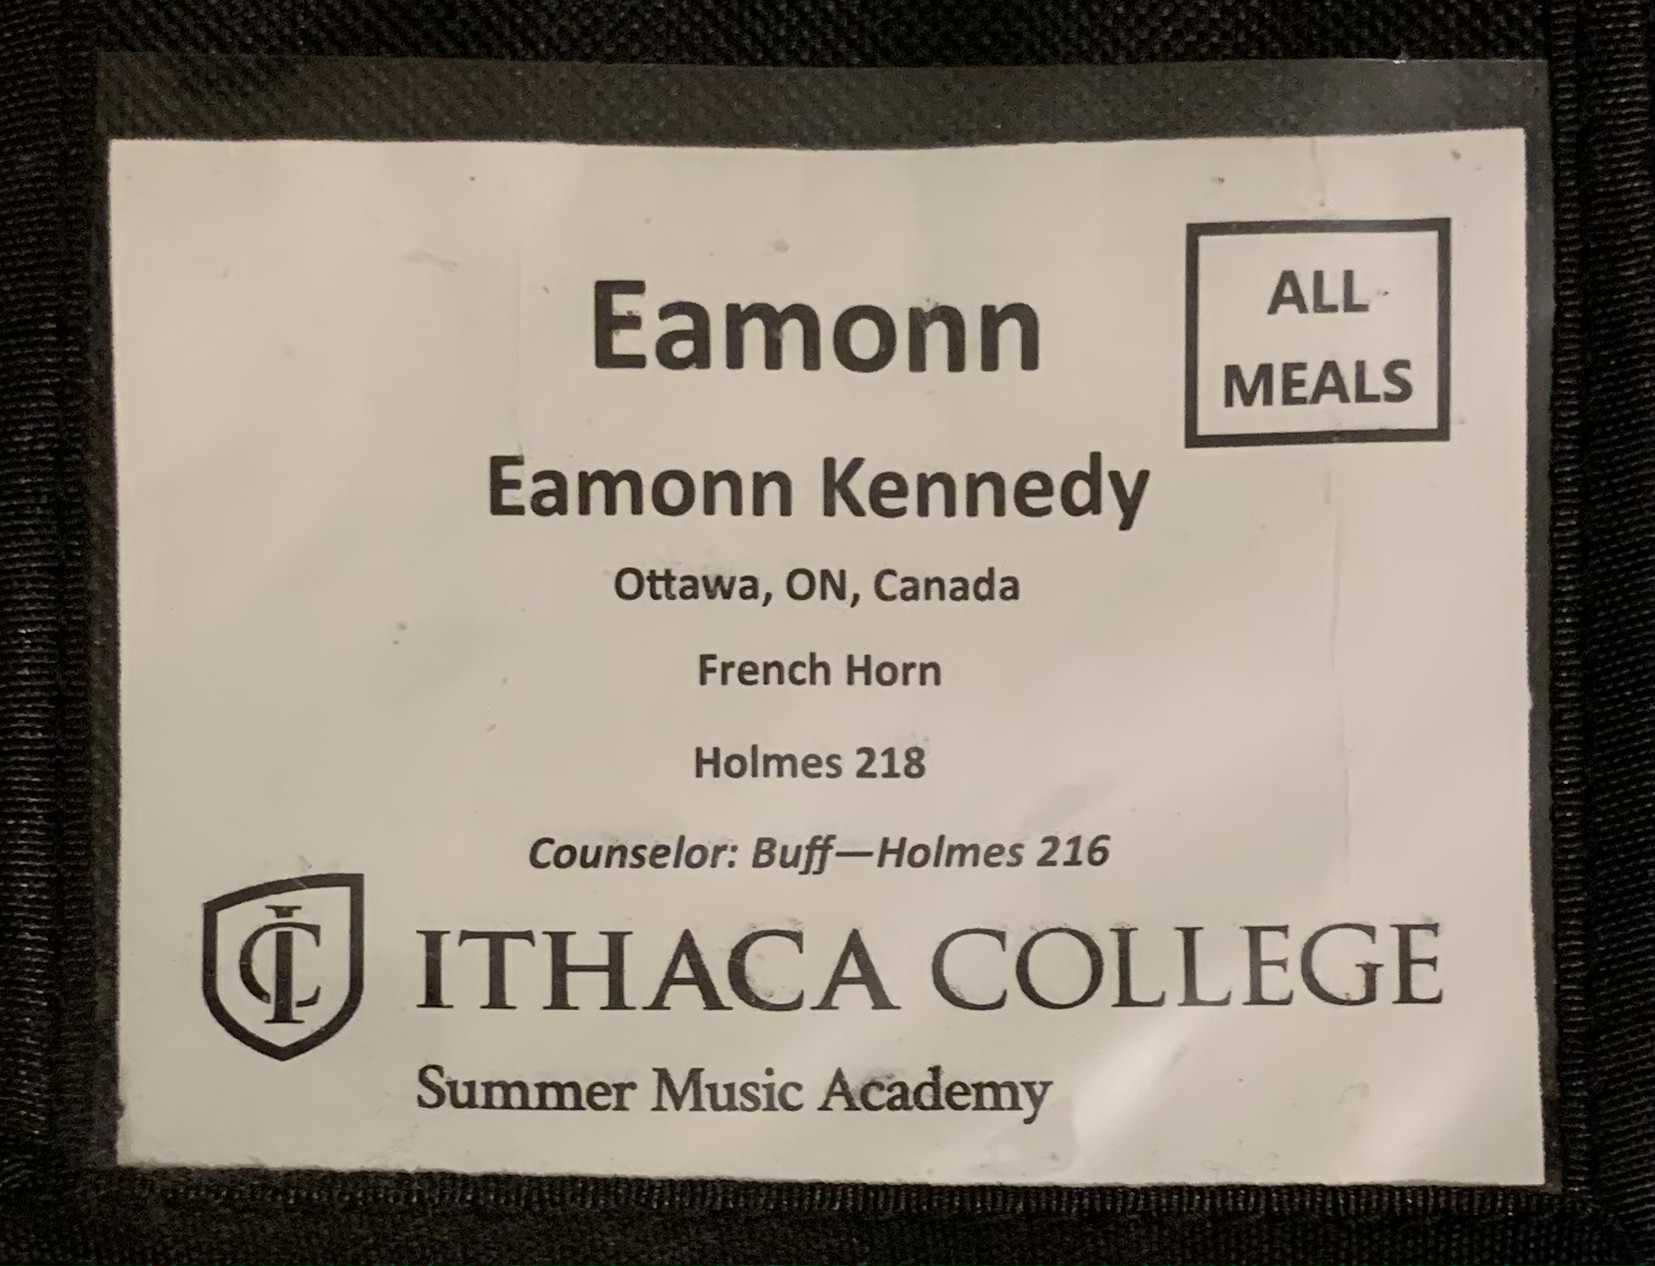 Eamonn
ALL
MEALS
Eamonn Kennedy
Ottawa, ON, Canada
French Horn
Holmes 218
Counselor: Buff—Holmes 216
IC
ITHACA COLLEGE
Summer Music Academy